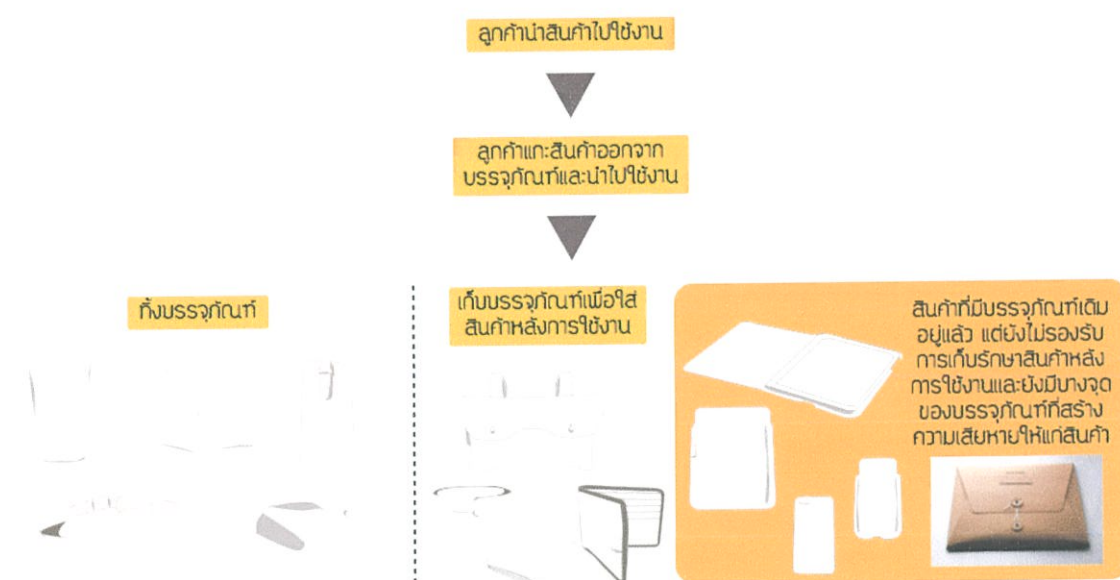 ลูกค้านำสินค้าไปใช้งาน
ลูกค้าแกะสินค้าออกจาก
บรรจุภัณฑ์และนำไปใช้งาน
ทิ้งบรรจุภัณฑ์
เก็บบรรจุภัณฑ์เพื่อใส่
สินค้าหลังการใช้งาน
สินค้าที่มีบรรจุภัณฑ์เดิม
อยู่แล้ว แต่ยังไม่รองรับ
การเก็บรักษาสินค้าหลัง
การใช้งานและยังมีบางจุด
ของบรรจุภัณฑ์ที่สร้าง
ความเสียหายให้แก่สินค้า